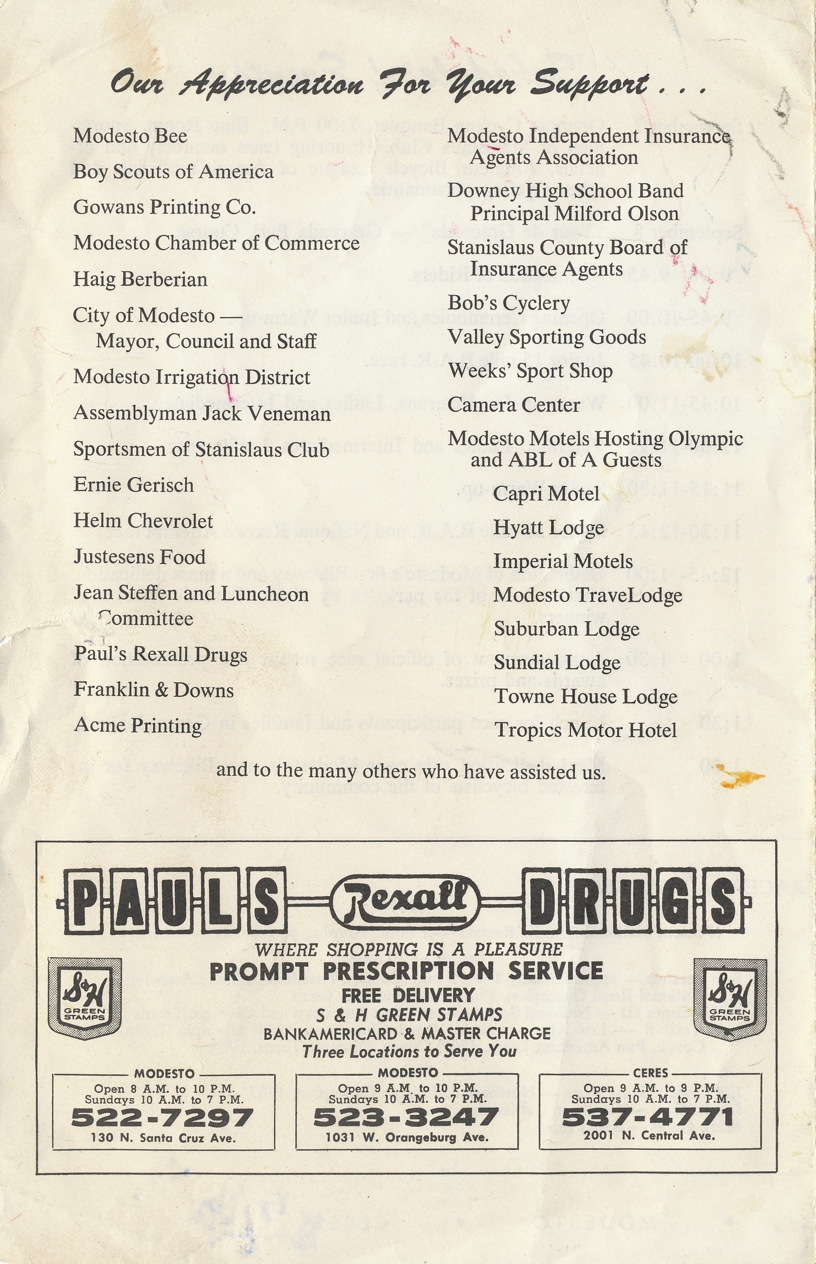 Our Appreciation For Your Support . . .
Modesto Bee
Boy Scouts of America
Gowans Printing Co.
Modesto Chamber of Commerce
Haig Berberian
City of Modesto —
Mayor, Council and Staff
Modesto Irrigation District
Assemblyman Jack Veneman
Sportsmen of Stanislaus Club
Ernie Gerisch
Helm Chevrolet
Justesens Food
Jean Steffen and Luncheon
Committee
Paul's Rexall Drugs
Franklin & Downs
Acme Printing
Modesto Independent Insurance
Agents Association
Downey High School Band
Principal Milford Olson
Stanislaus County Board of
Insurance Agents
Bob's Cyclery
Valley Sporting Goods
Weeks' Sport Shop
Camera Center
Modesto Motels Hosting Olympic
and ABL of A Guests
Capri Motel
Hyatt Lodge
Imperial Motels
Modesto TraveLodge
Suburban Lodge
Sundial Lodge
Towne House Lodge
Tropics Motor Hotel
and to the many others who have assisted us.
PAULS Rexall DRUGS
WHERE SHOPPING IS A PLEASURE
PROMPT PRESCRIPTION SERVICE
FREE DELIVERY
S & H GREEN STAMPS
BANKAMERICARD & MASTER CHARGE
Three Locations to Serve You
S&H
GREEN
STAMPS
S&H
GREEN
STAMPS
MODESTO
Open 8 A.M. to 10 P.M.
Sundays 10 A.M. to 7 P.M.
522-7297
130 N. Santa Cruz Ave.
MODESTO
Open 9 A.M. to 10 P.M.
Sundays 10 A.M. to 7 P.M.
523-3247
1031 W. Orangeburg Ave.
CERES
Open 9 A.M. to 9 P.M.
Sundays 10 A.M. to 7 P.M.
537-4771
2001 N. Central Ave.